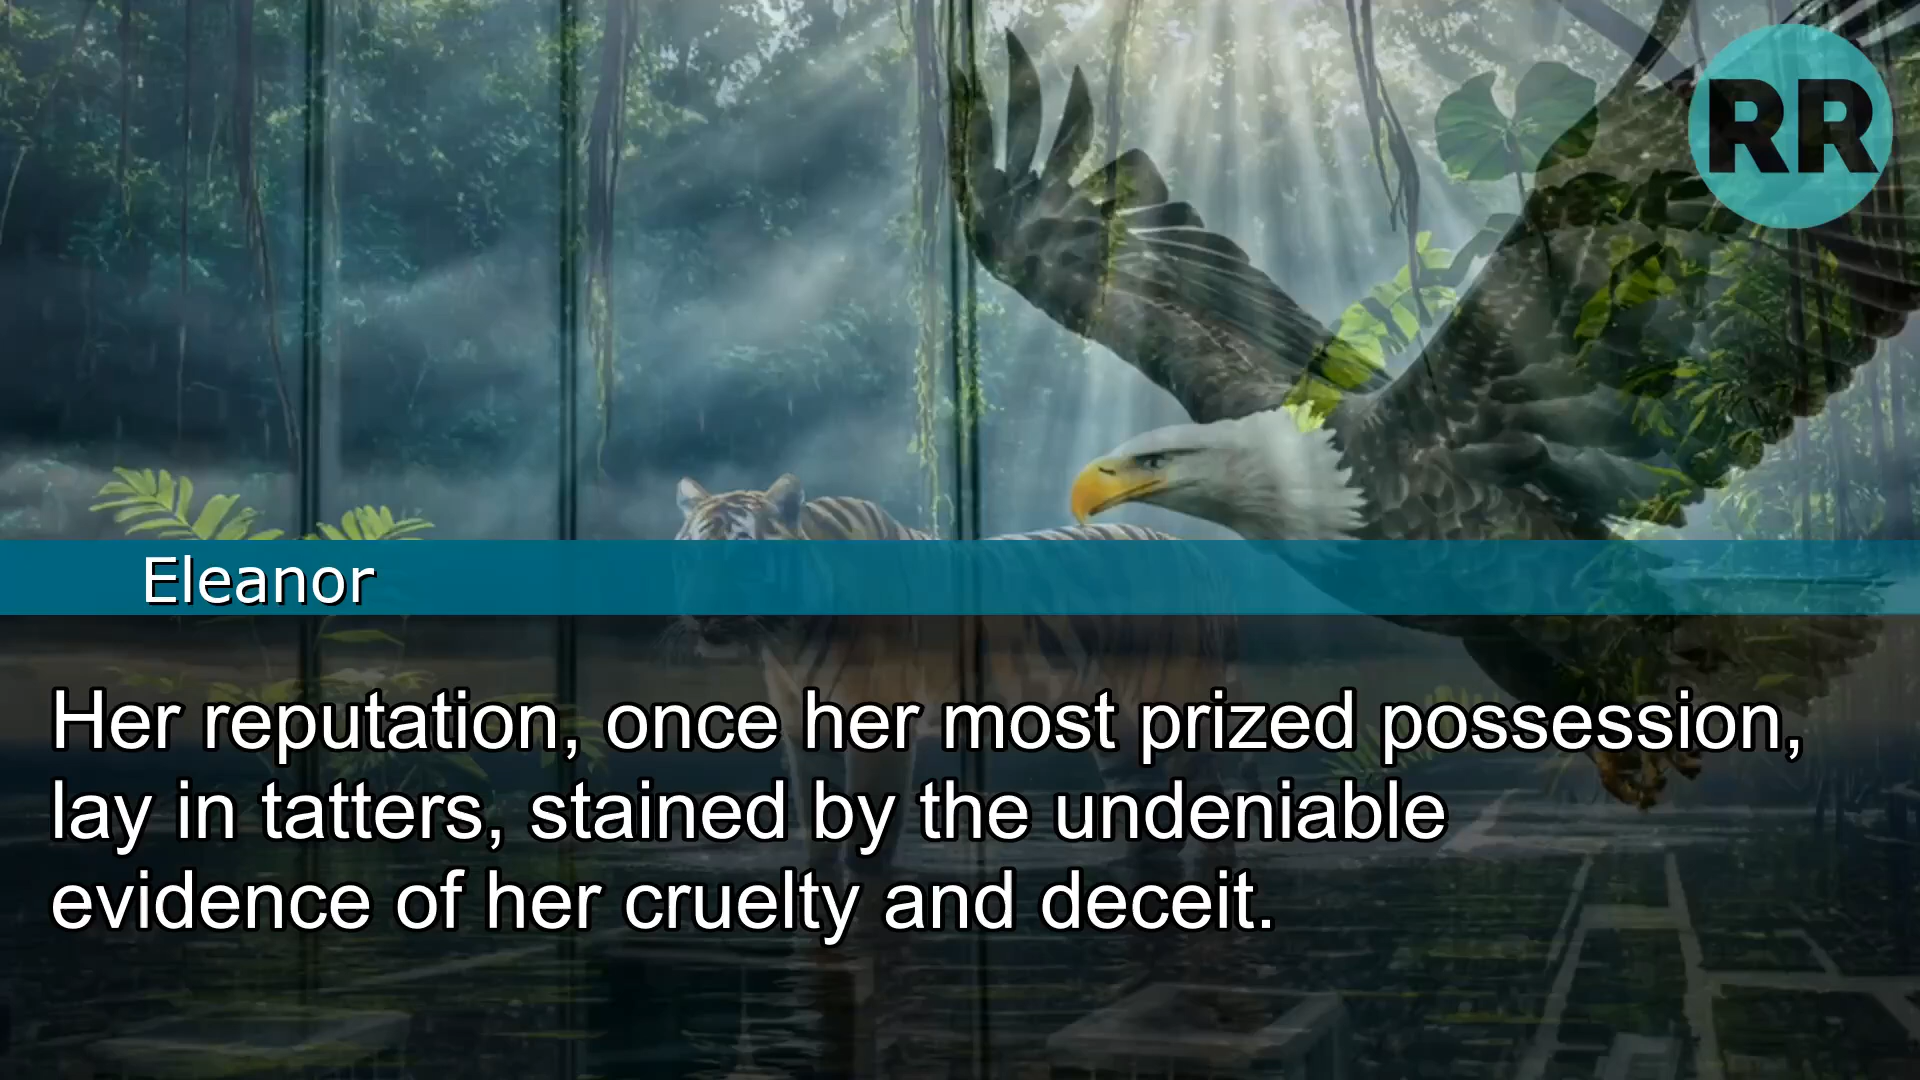 RR
Eleanor
Her reputation, once her most prized possession,
lay in tatters, stained by the undeniable
evidence of her cruelty and deceit.